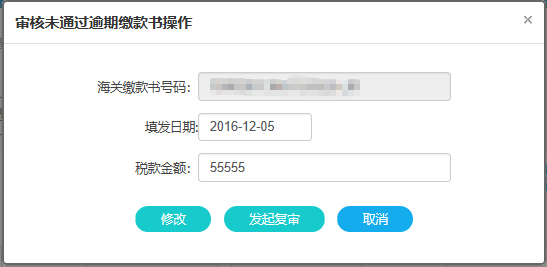 审核未通过逾期缴款书操作 ×
海关缴款书号码:
填发日期: 2016-12-05
税款金额: 55555
修改 发起复审 取消